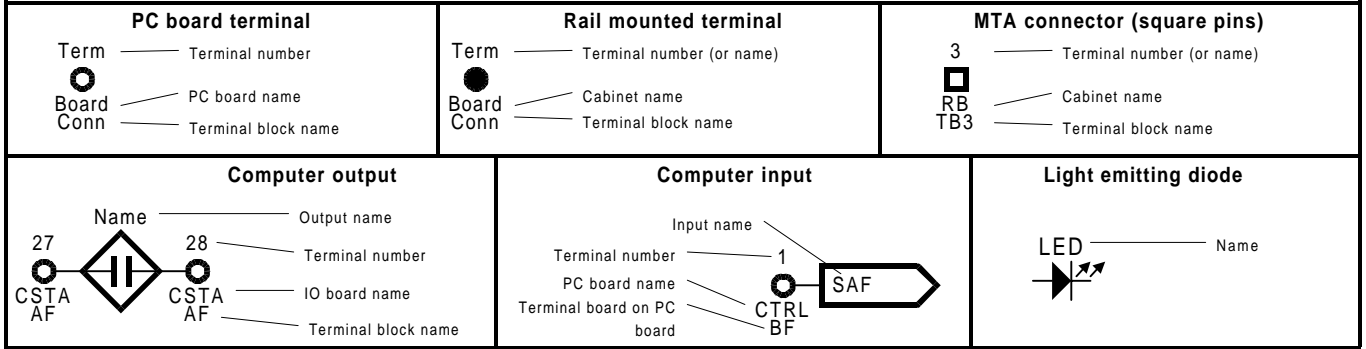 PC board terminal
Term
Terminal number
Board
PC board name
Conn
Terminal block name
Rail mounted terminal
Term
Terminal number (or name)
Board
Cabinet name
Conn
Terminal block name
MTA connector (square pins)
3
Terminal number (or name)
RB
Cabinet name
TB3
Terminal block name
Computer output
Name
Output name
27
28
Terminal number
CSTA
CSTA
IO board name
AF
AF
Terminal block name
Computer input
Input name
Terminal number
1
SAF
PC board name
CTRL
Terminal board on PC
board
BF
Light emitting diode
LED
Name